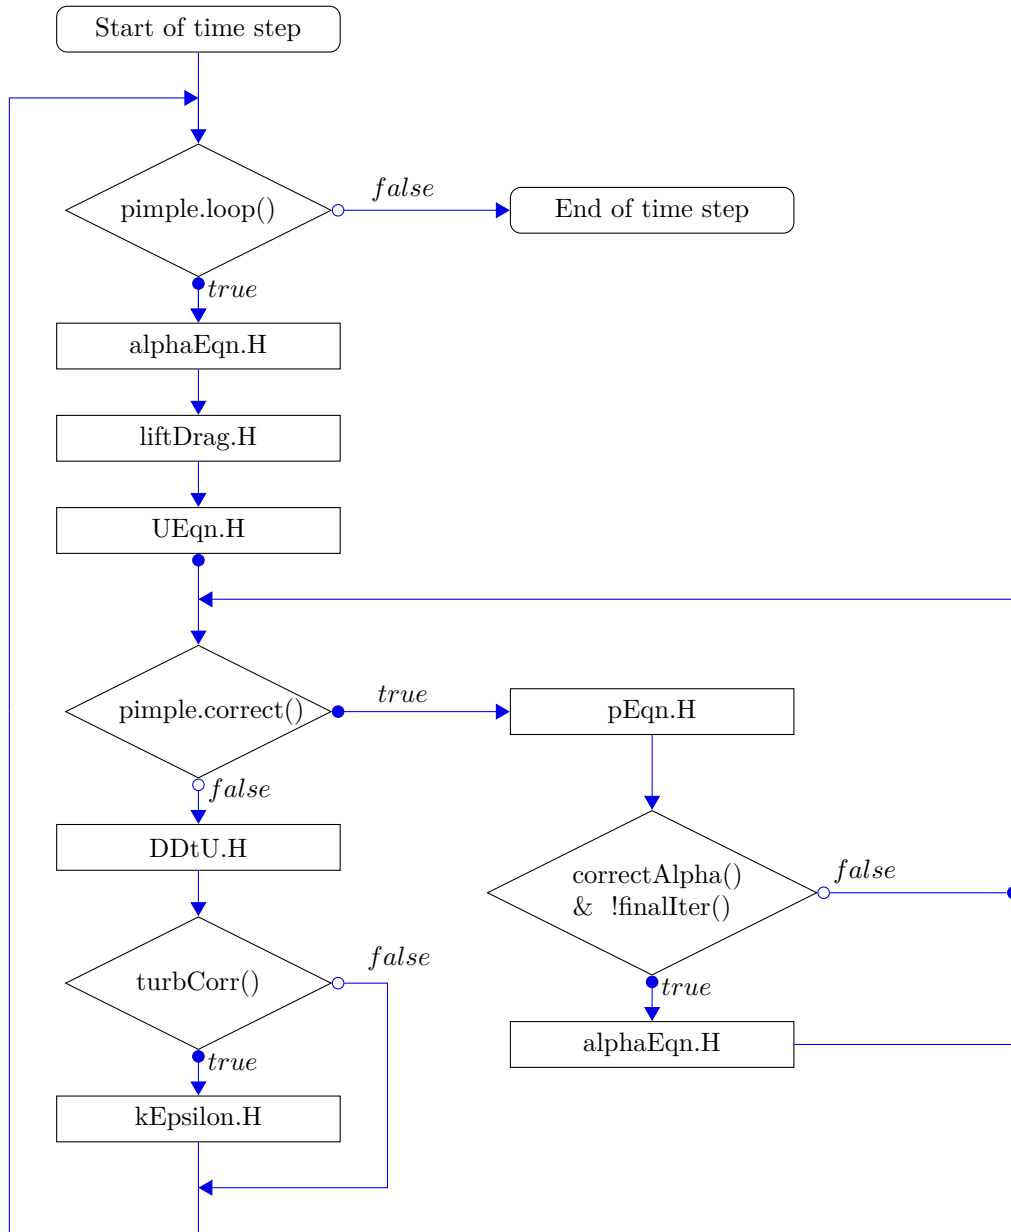 Start of time step
pimple.loop()
false
End of time step
true
alphaEqn.H
liftDrag.H
UEqn.H
pimple.correct()
true
pEqn.H
false
DDtU.H
correctAlpha()
& !finalIter()
false
turbCorr()
false
true
alphaEqn.H
true
kEpsilon.H